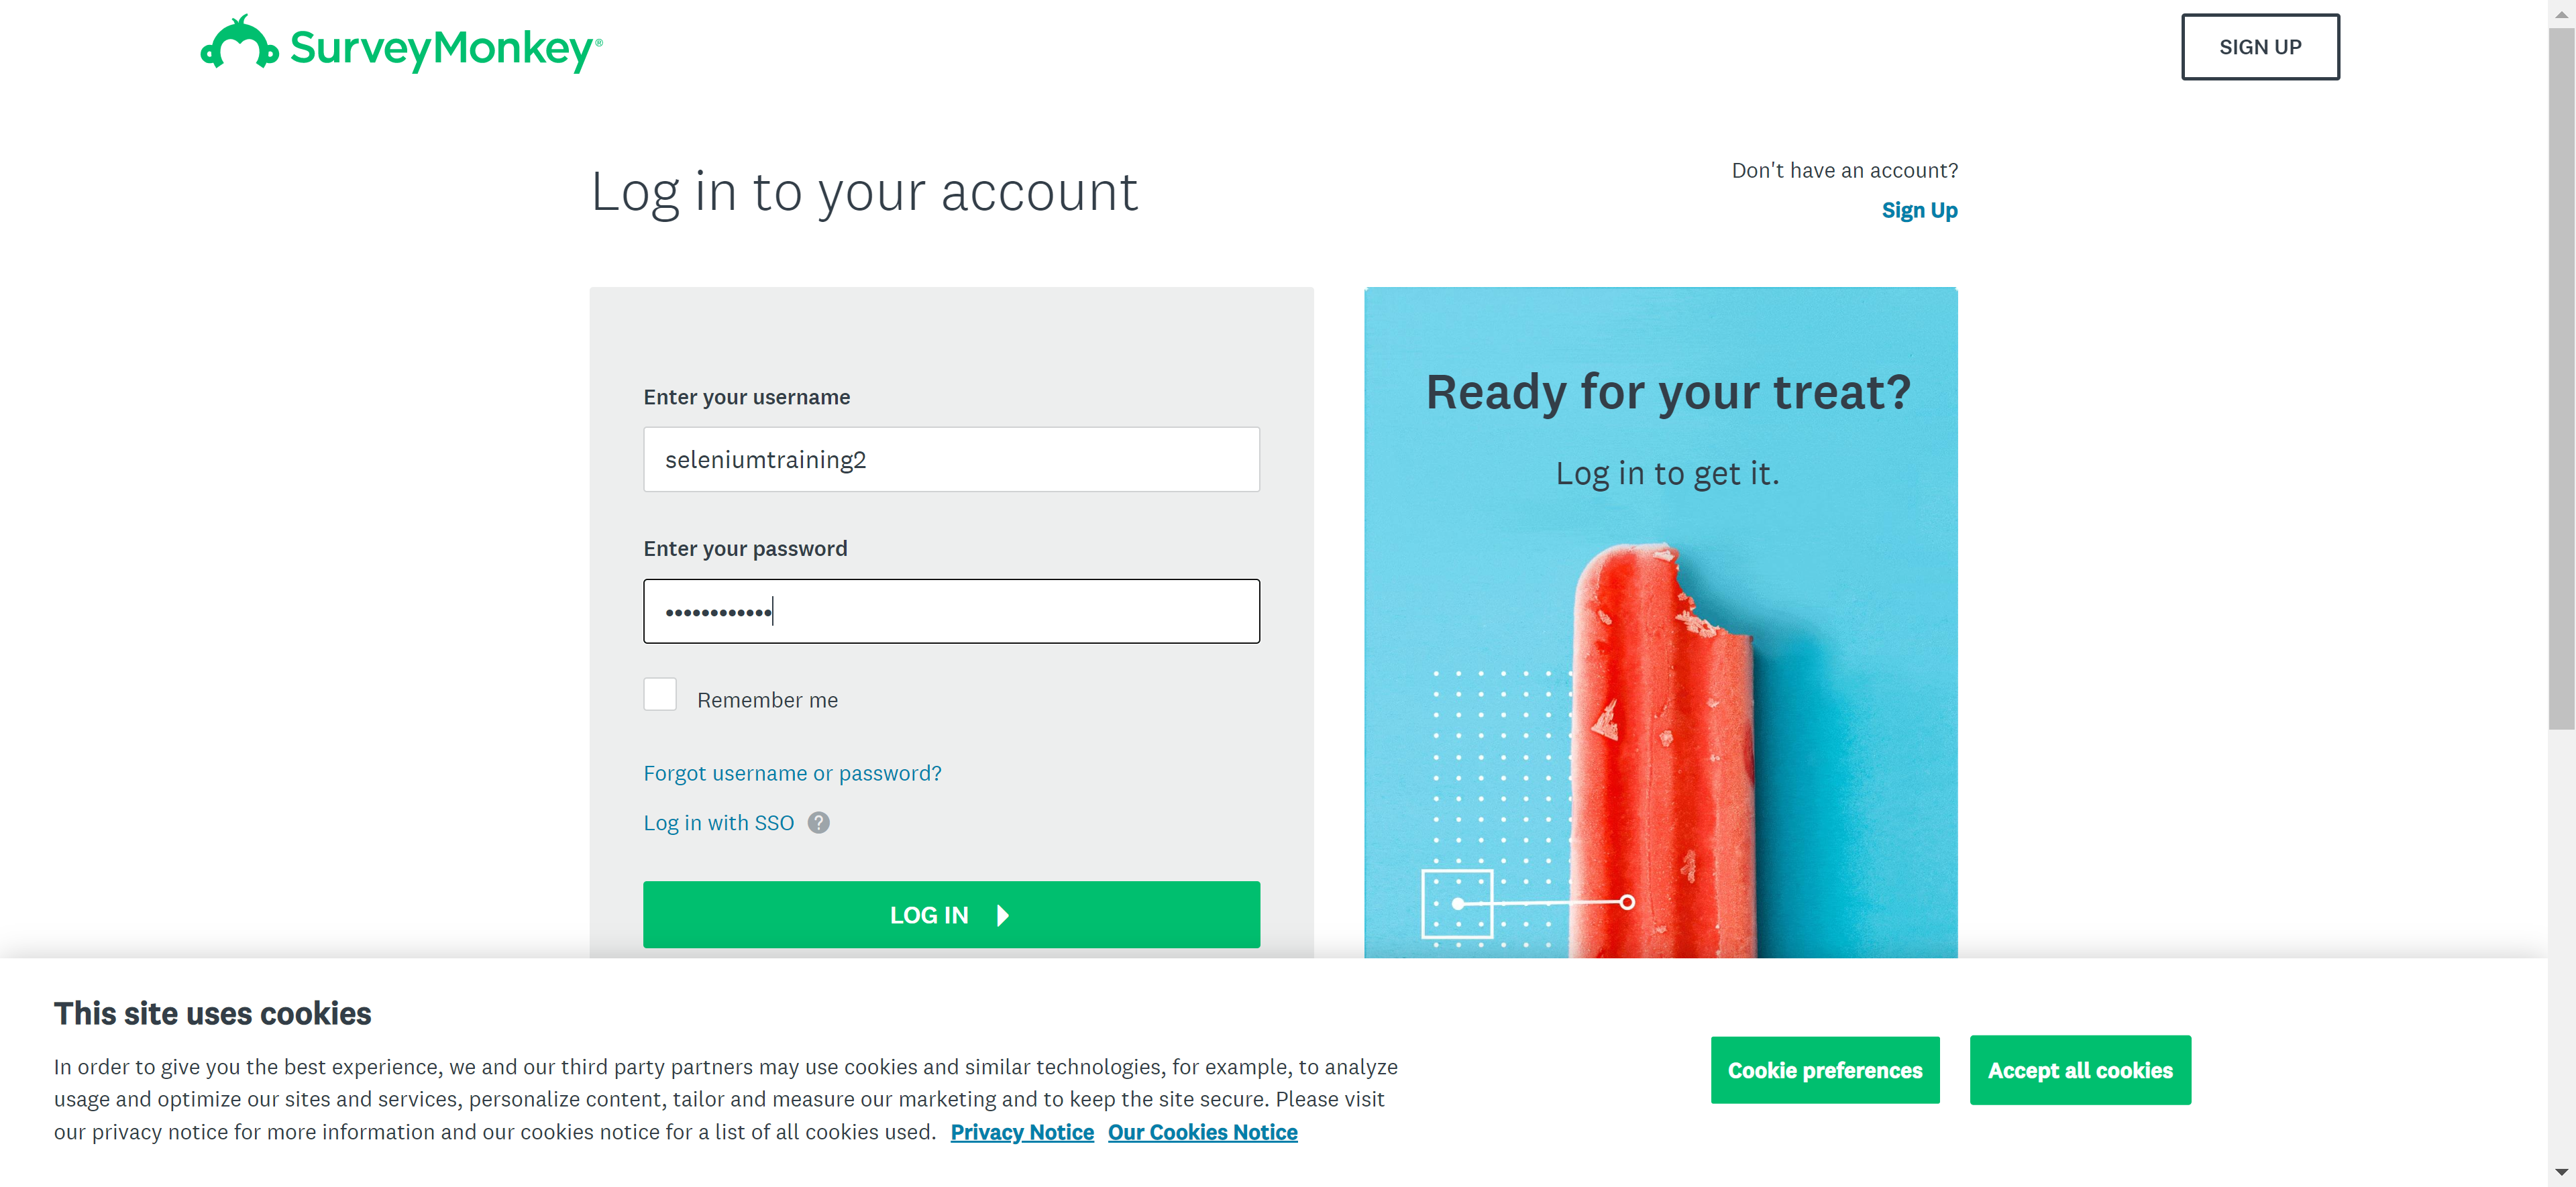 SurveyMonkey®
SIGN UP
Log in to your account
Don't have an account?
Sign Up
Enter your username
seleniumtraining2
Enter your password
••••••••••••
Remember me
Forgot username or password?
Log in with SSO ?
LOG IN
Ready for your treat?
Log in to get it.
This site uses cookies
In order to give you the best experience, we and our third party partners may use cookies and similar technologies, for example, to analyze
usage and optimize our sites and services, personalize content, tailor and measure our marketing and to keep the site secure. Please visit
our privacy notice for more information and our cookies notice for a list of all cookies used. Privacy Notice Our Cookies Notice
Cookie preferences
Accept all cookies